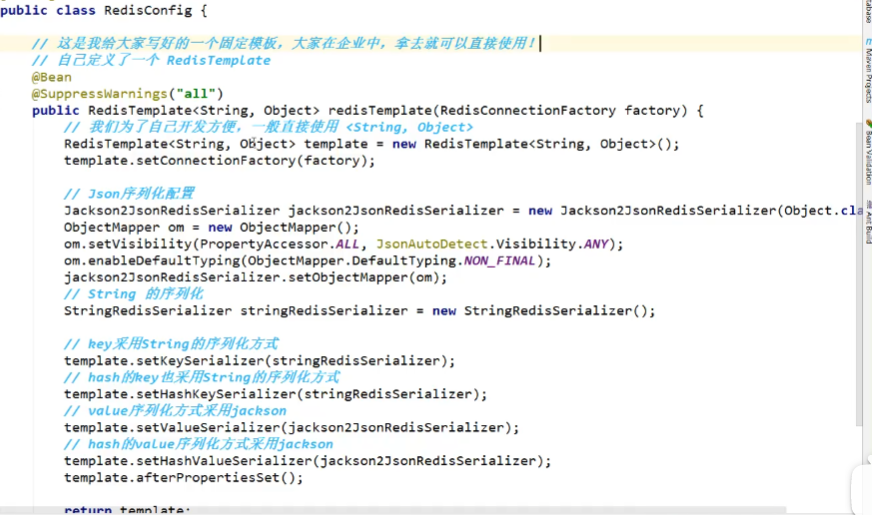 public class RedisConfig {
// 这是我给大家写好的一个固定模板，大家在企业中，拿去就可以直接使用！
// 自己定义了一个 RedisTemplate
@Bean
@SuppressWarnings("all")
public RedisTemplate<String, Object> redisTemplate(RedisConnectionFactory factory) {
// 我们为了自己开发方便，一般直接使用 <String, Object>
RedisTemplate<String, Object> template = new RedisTemplate<String, Object>();
template.setConnectionFactory(factory);
// Json序列化配置
Jackson2JsonRedisSerializer jackson2JsonRedisSerializer = new Jackson2JsonRedisSerializer(Object.cla
ObjectMapper om = new ObjectMapper();
om.setVisibility(PropertyAccessor.ALL, JsonAutoDetect.Visibility.ANY);
om.enableDefaultTyping(ObjectMapper.DefaultTyping.NON_FINAL);
jackson2JsonRedisSerializer.setObjectMapper(om);
// String 的序列化
StringRedisSerializer stringRedisSerializer = new StringRedisSerializer();
// key采用String的序列化方式
template.setKeySerializer(stringRedisSerializer);
// hash的key也采用String的序列化方式
template.setHashKeySerializer(stringRedisSerializer);
// value序列化方式采用jackson
template.setValueSerializer(jackson2JsonRedisSerializer);
// hash的value序列化方式采用jackson
template.setHashValueSerializer(jackson2JsonRedisSerializer);
template.afterPropertiesSet();
return template;
tabase
Maven Projects
Bean Validation
Ant Build